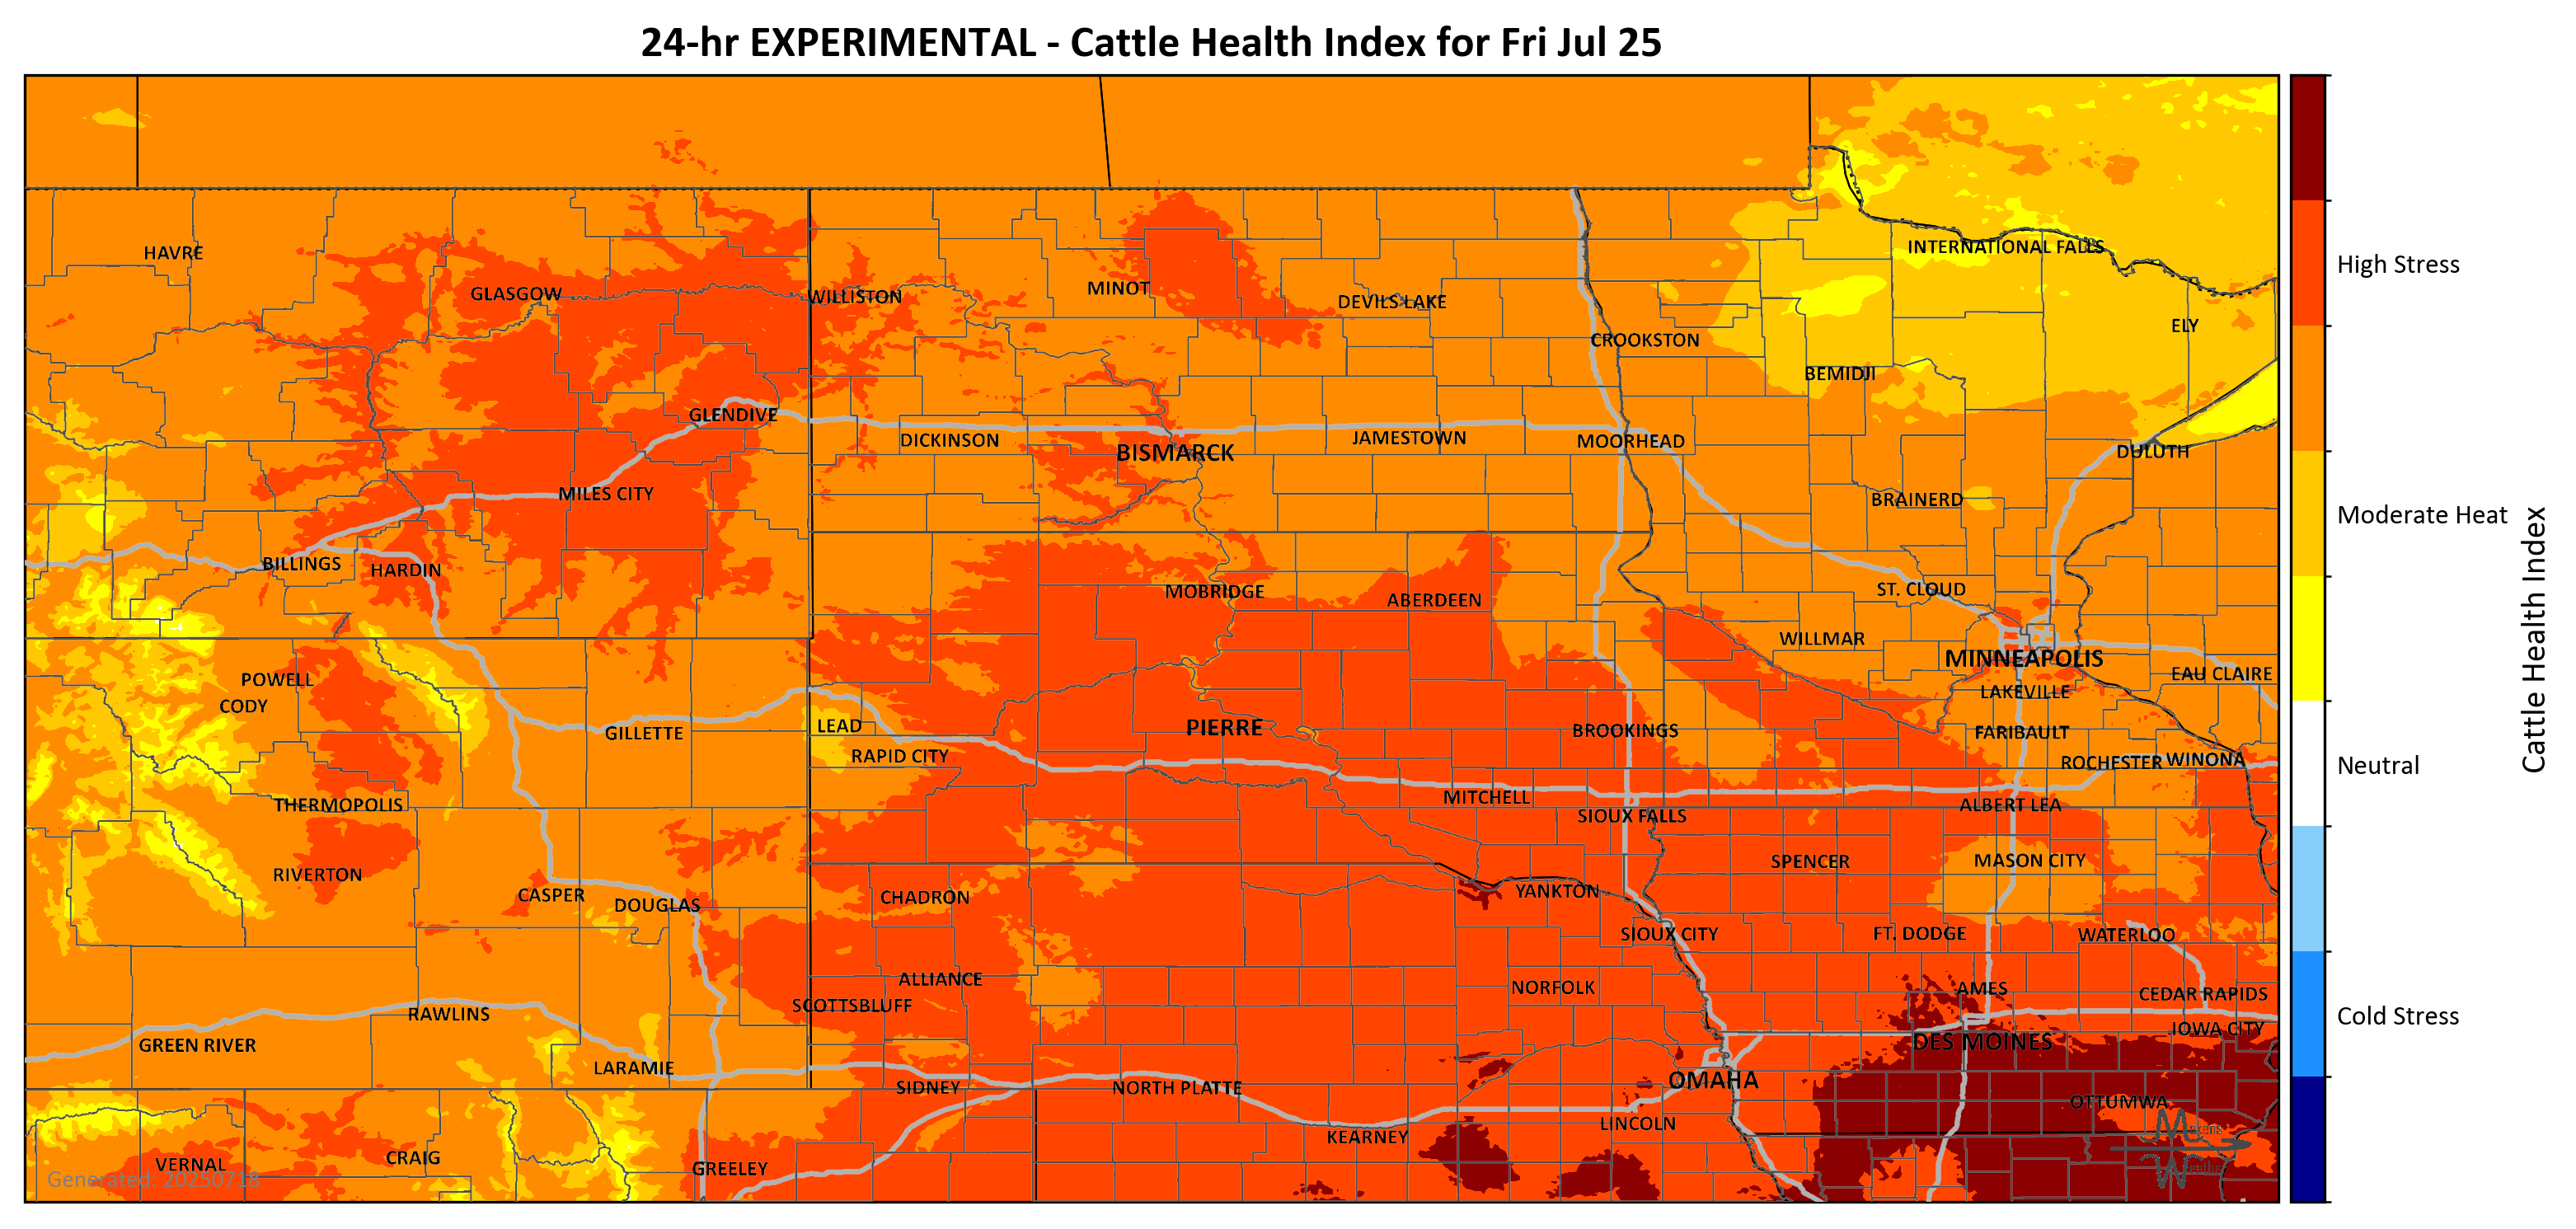 24-hr EXPERIMENTAL - Cattle Health Index for Fri Jul 25
HAVRE
GLASGOW
WILLISTON
MINOT
DEVILS LAKE
INTERNATIONAL FALLS
ELY
CROOKSTON
BEMIDJI
GLENDIVE
DICKINSON
BISMARCK
JAMESTOWN
MOORHEAD
DULUTH
MILES CITY
BRAINERD
BILLINGS
HARDIN
MOBRIDGE
ABERDEEN
ST. CLOUD
WILLMAR
MINNEAPOLIS
EAU CLAIRE
POWELL
CODY
LAKEVILLE
GILLETTE
LEAD
PIERRE
BROOKINGS
FARIBAULT
RAPID CITY
ROCHESTER
WINONA
THERMOPOLIS
MITCHELL
SIOUX FALLS
ALBERT LEA
RIVERTON
SPENCER
MASON CITY
CASPER
DOUGLAS
CHADRON
YANKTON
SIOUX CITY
FT. DODGE
WATERLOO
ALLIANCE
NORFOLK
AMES
CEDAR RAPIDS
SCOTTSBLUFF
RAWLINS
GREEN RIVER
DES MOINES
IOWA CITY
LARAMIE
SIDNEY
NORTH PLATTE
OMAHA
OTTUMWA
KEARNEY
LINCOLN
VERNAL
CRAIG
GREELEY
Generated: 20250718
High Stress
Moderate Heat
Neutral
Cold Stress
Cattle Health Index